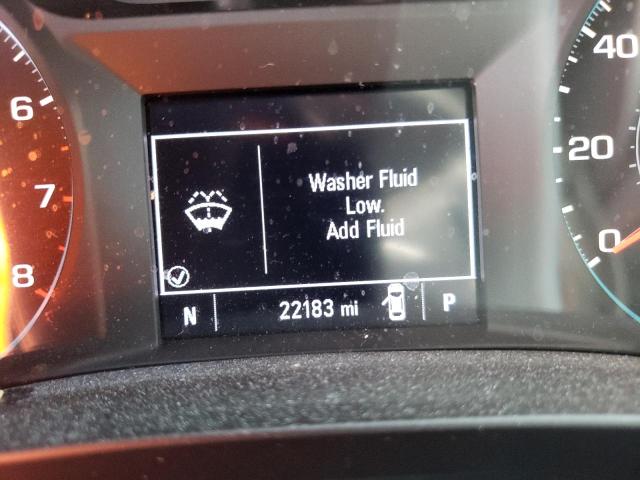 6
7
8
Washer Fluid
Low.
Add Fluid
N
22183 mi
P
40
20
0